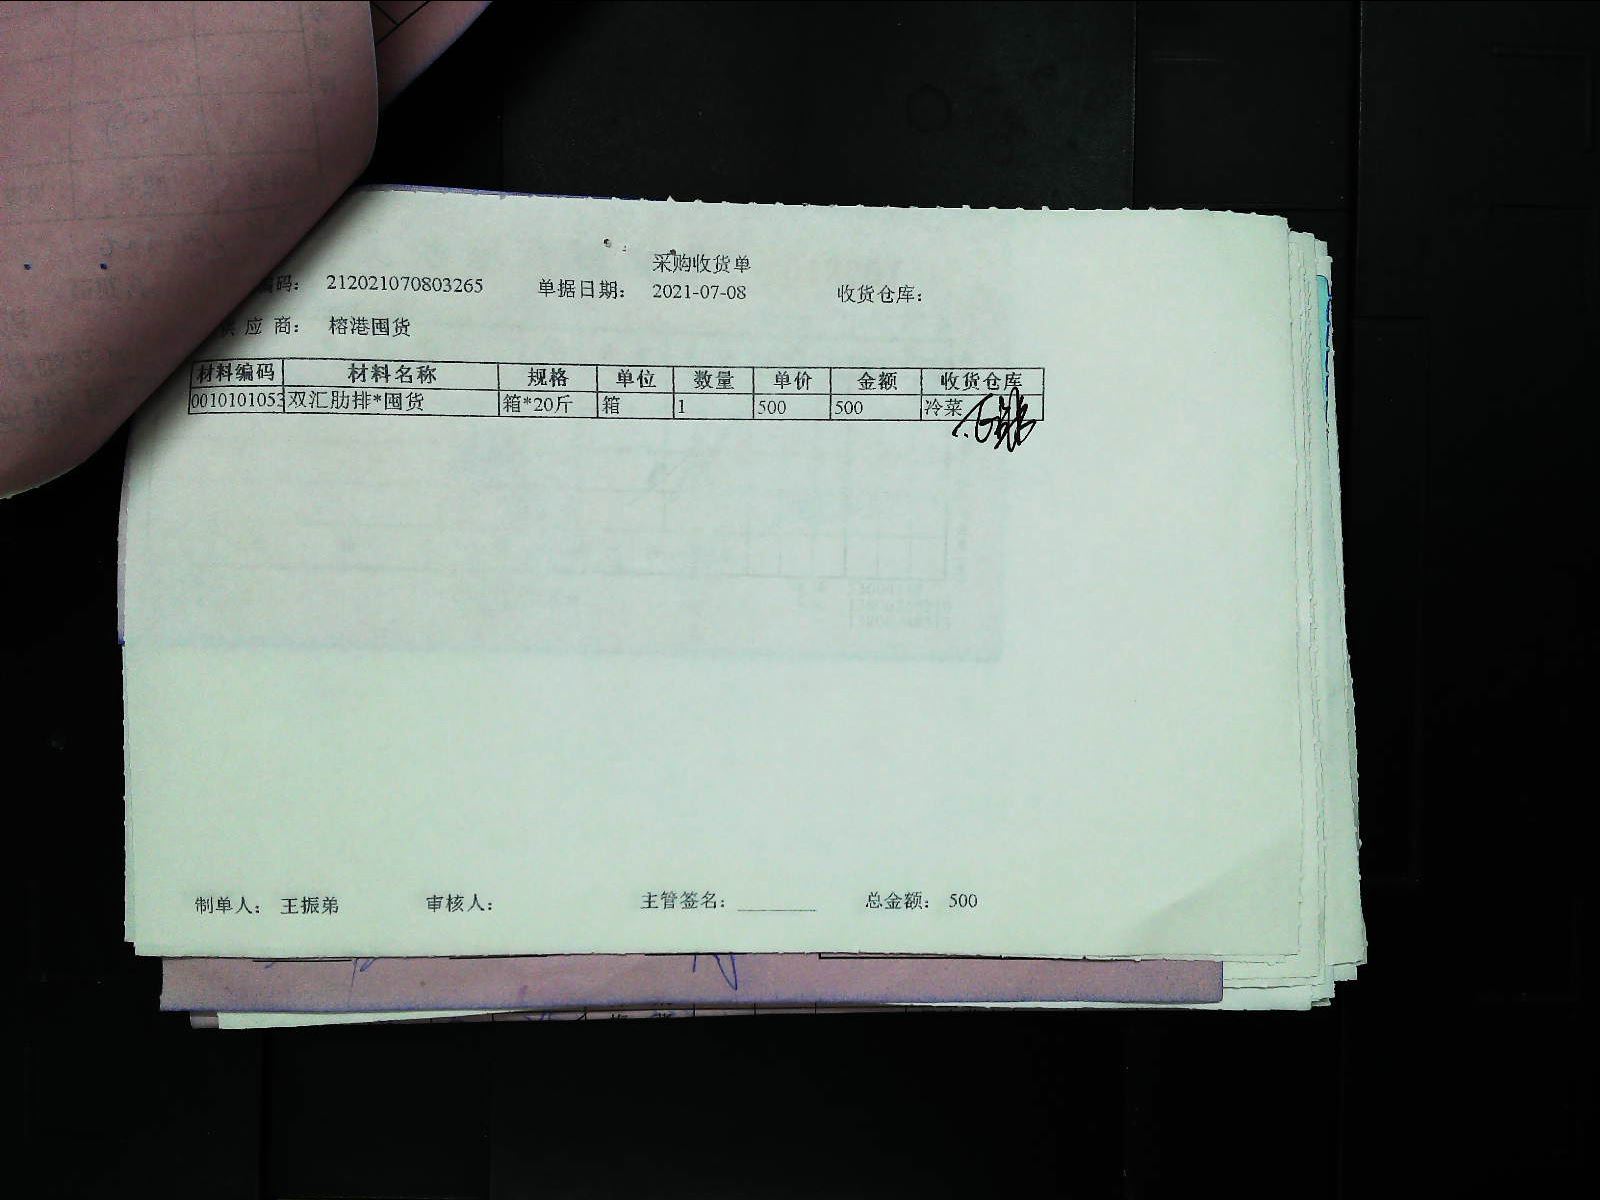 采购收货单
编码： 212021070803265 单据日期： 2021-07-08 收货仓库：
供应商： 榕港囤货
材料编码 材料名称 规格 单位 数量 单价 金额 收货仓库
0010101053 双汇肋排*囤货 箱*20斤 箱 1 500 500 冷菜
制单人： 王振弟 审核人： 主管签名：________ 总金额： 500